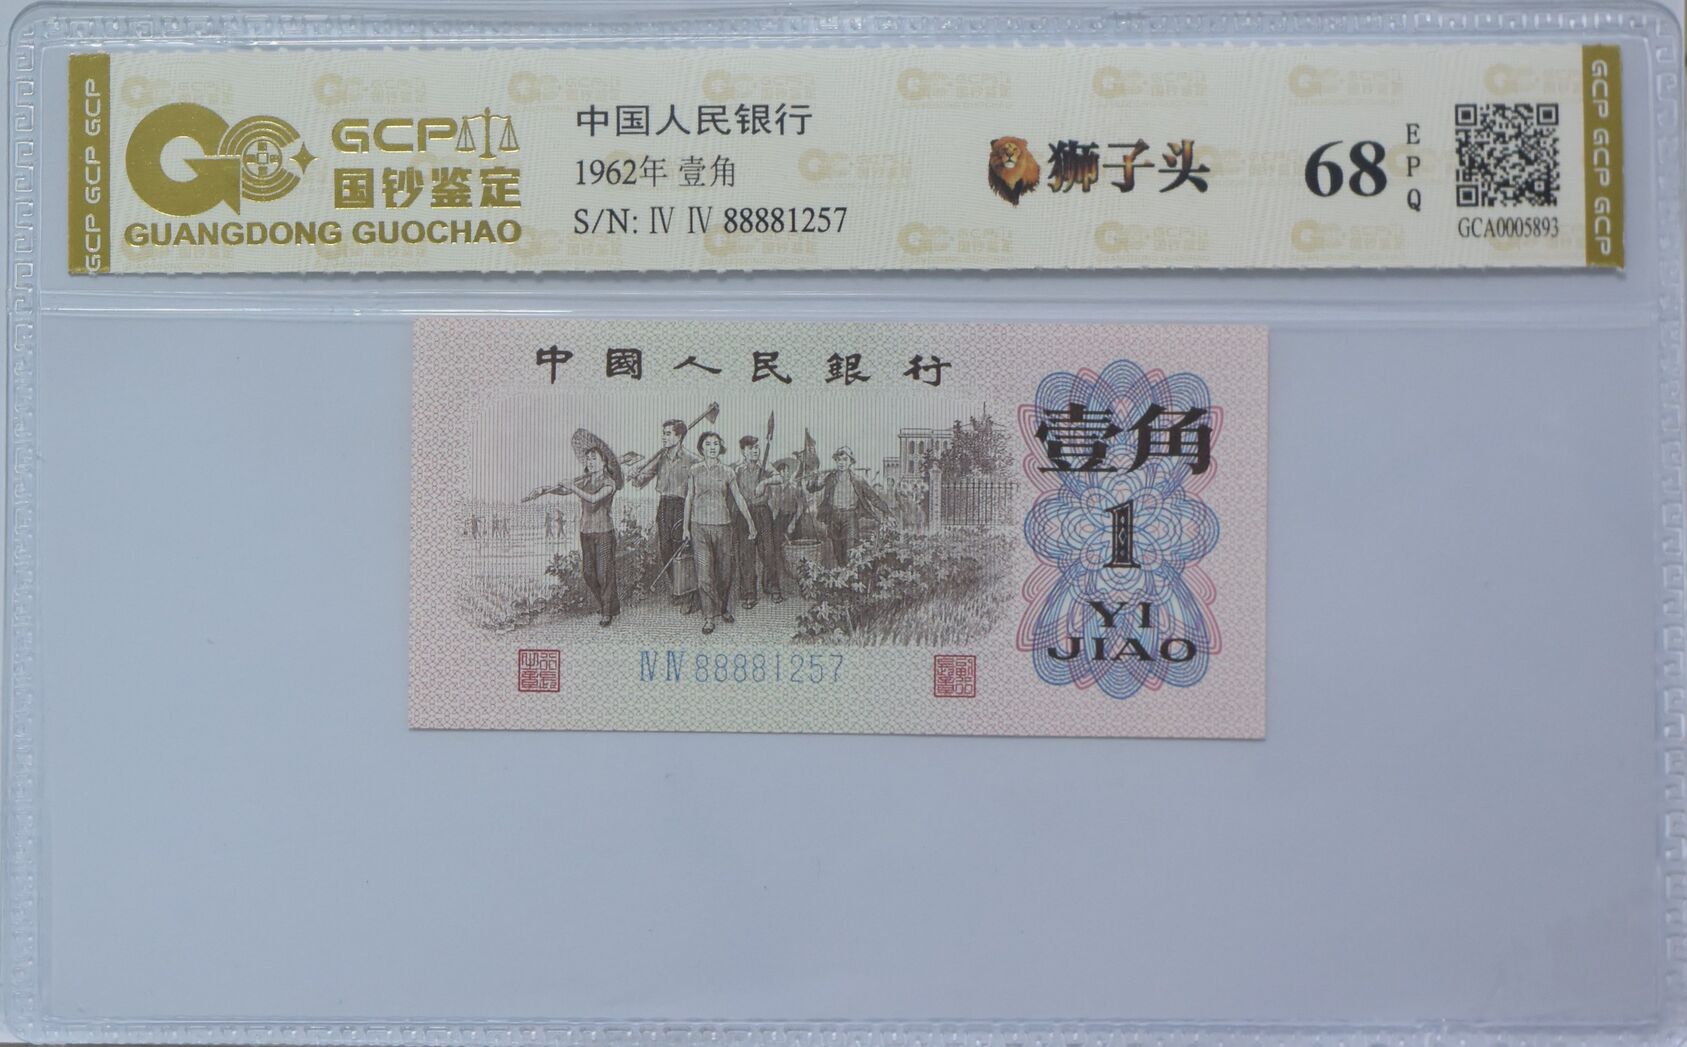 GCP GCP GCP
GCP
国钞鉴定
GUANGDONG GUOCHAO
中国人民银行
1962年 壹角
S/N: Ⅳ Ⅳ 88881257
狮子头
68
EPQ
GCA0005893
GCP GCP GCP
中國人民銀行
壹角
1
YI
JIAO
ⅣⅣ88881257